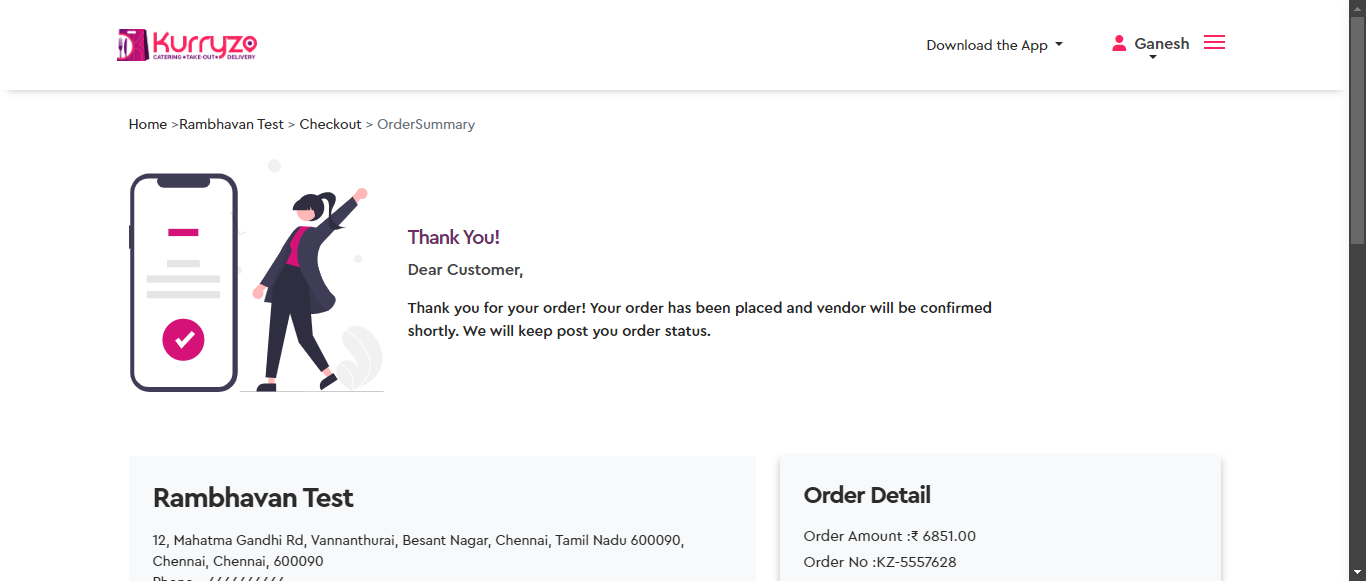 Kurryzo
CATERING • TAKE-OUT • DELIVERY
Download the App
Ganesh
Home >Rambhavan Test > Checkout > OrderSummary
Thank You!
Dear Customer,
Thank you for your order! Your order has been placed and vendor will be confirmed
shortly. We will keep post you order status.
Rambhavan Test
12, Mahatma Gandhi Rd, Vannanthurai, Besant Nagar, Chennai, Tamil Nadu 600090,
Chennai, Chennai, 600090
Order Detail
Order Amount :₹ 6851.00
Order No :KZ-5557628